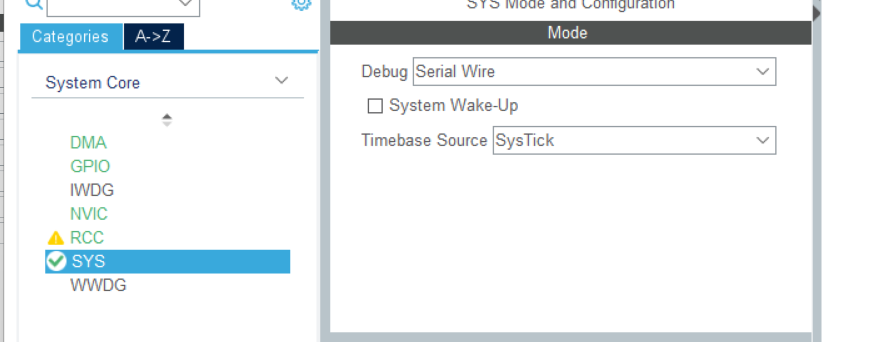 Categories
A->Z
System Core
DMA
GPIO
IWDG
NVIC
RCC
SYS
WWDG
SYS Mode and Configuration
Mode
Debug Serial Wire
System Wake-Up
Timebase Source SysTick